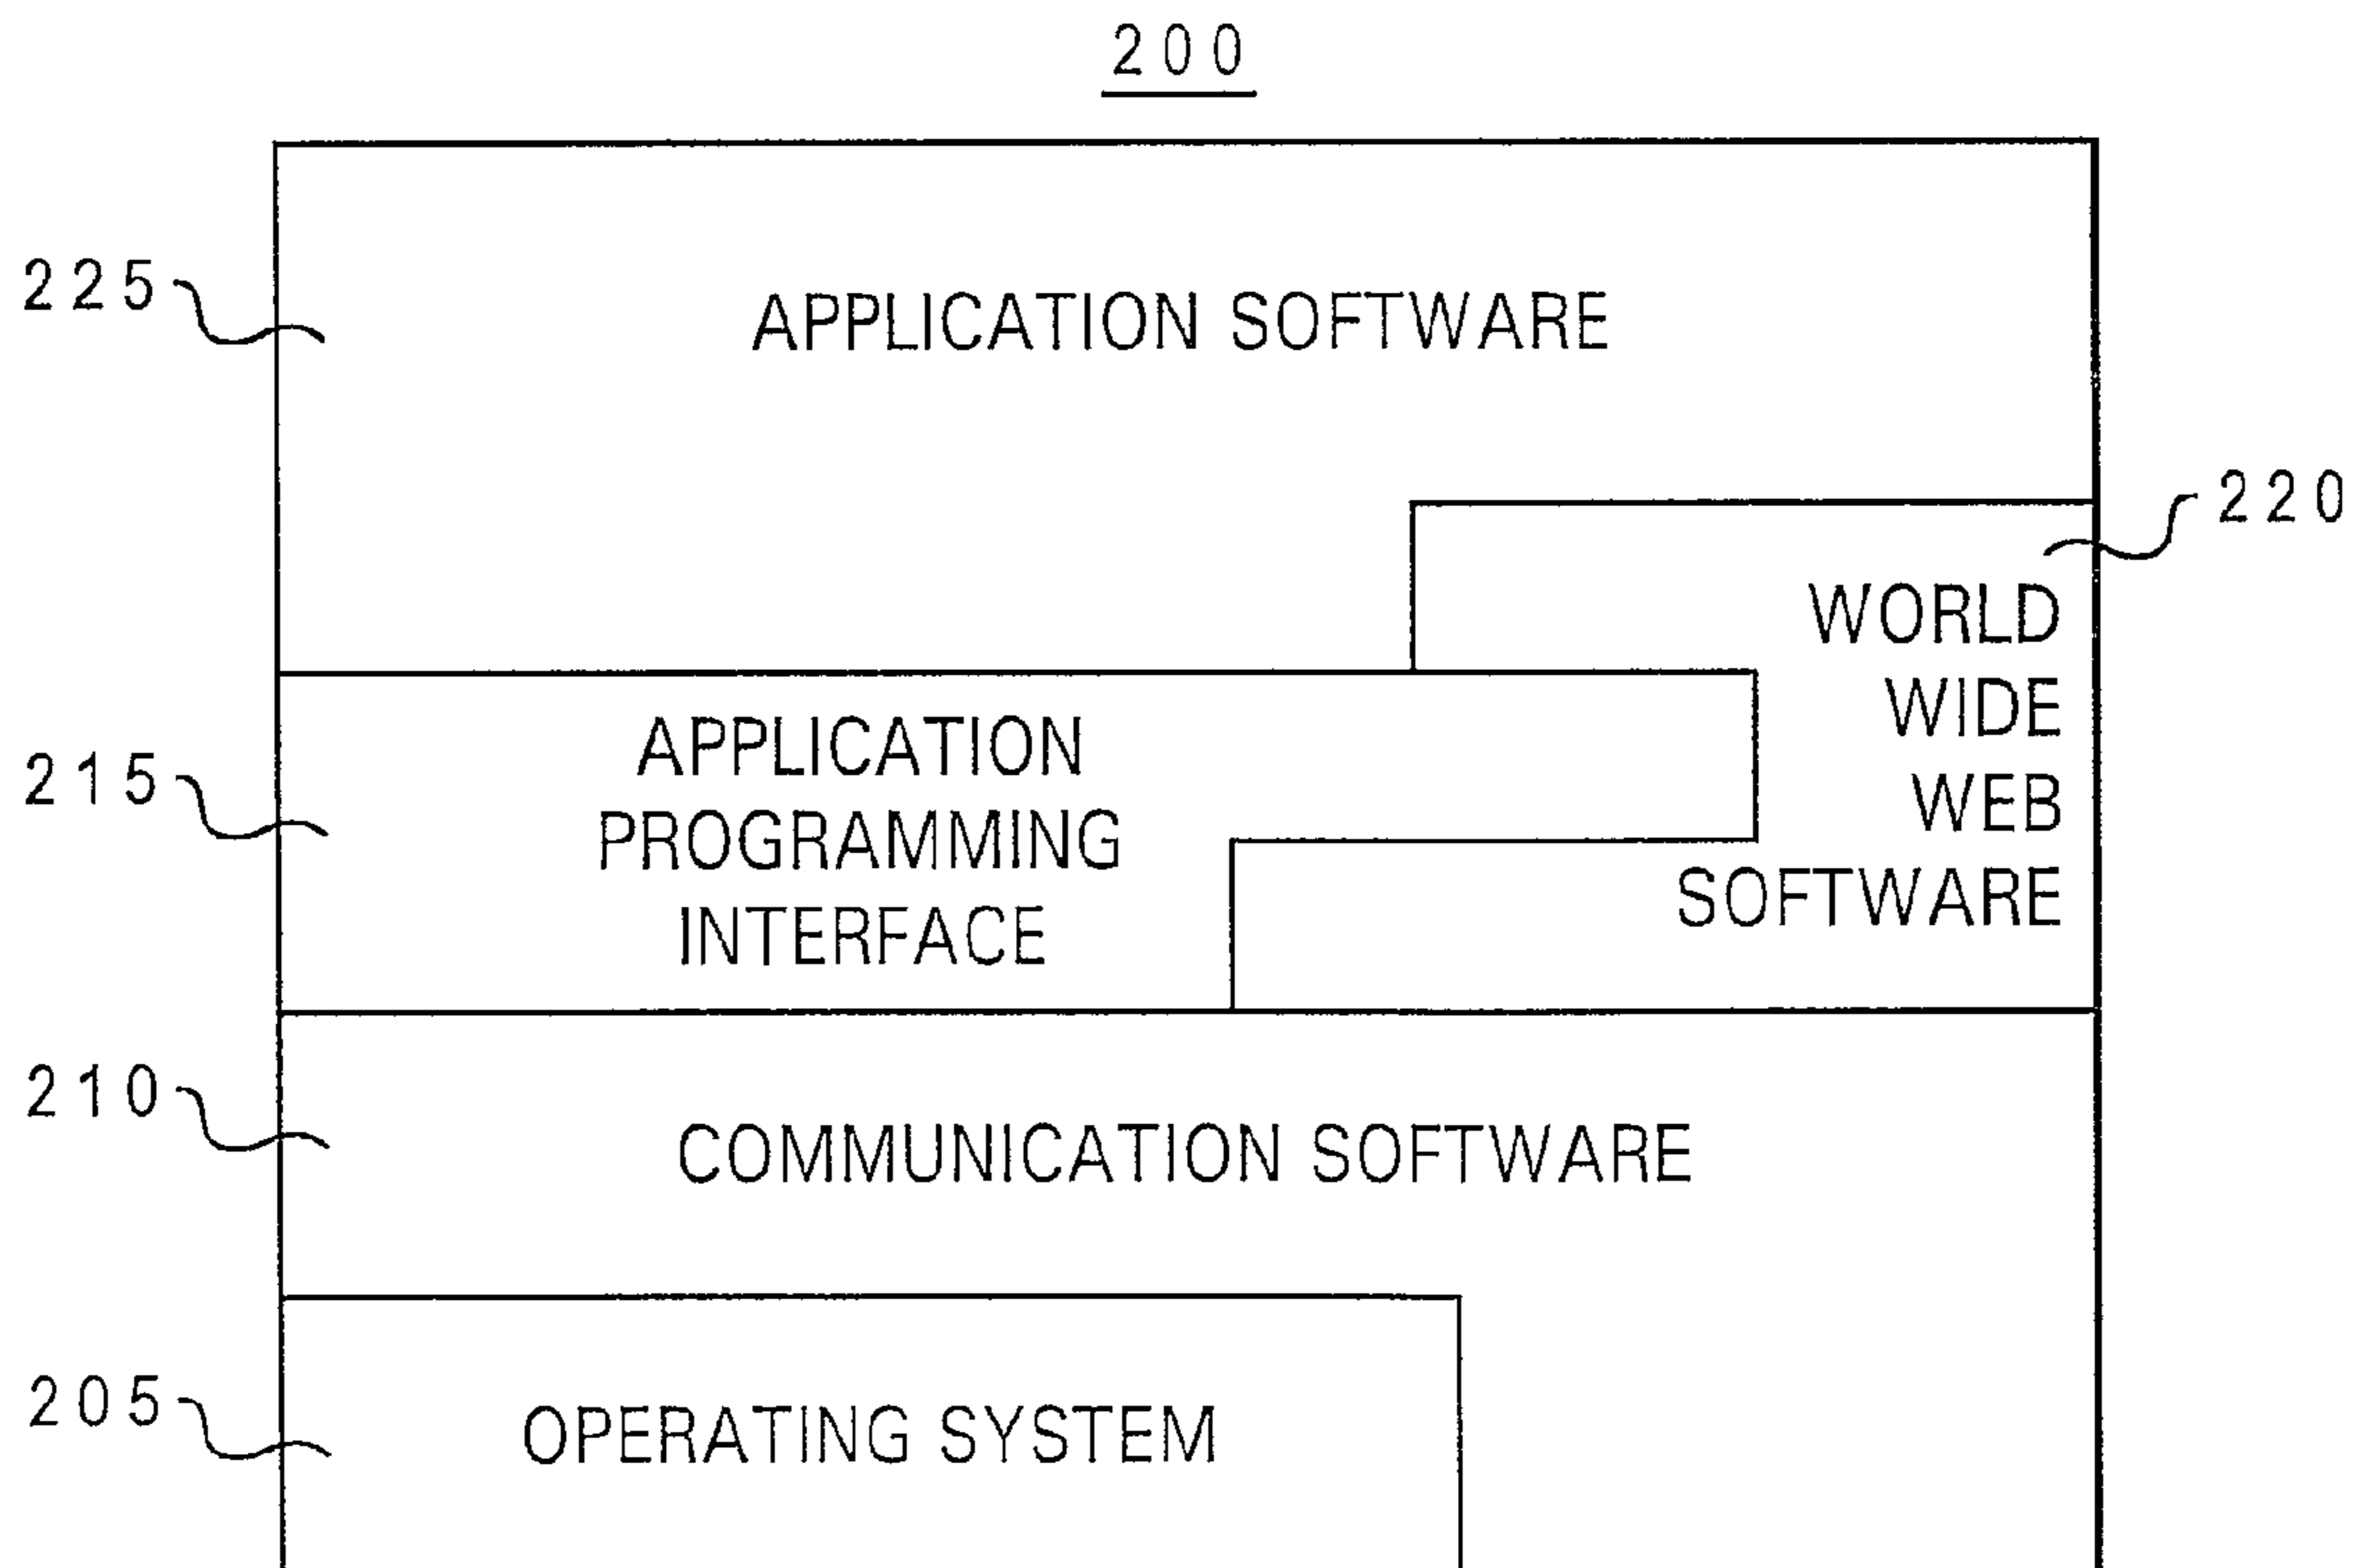 200
225
APPLICATION SOFTWARE
220
WORLD
WIDE
WEB
SOFTWARE
215
APPLICATION
PROGRAMMING
INTERFACE
210
COMMUNICATION SOFTWARE
205
OPERATING SYSTEM